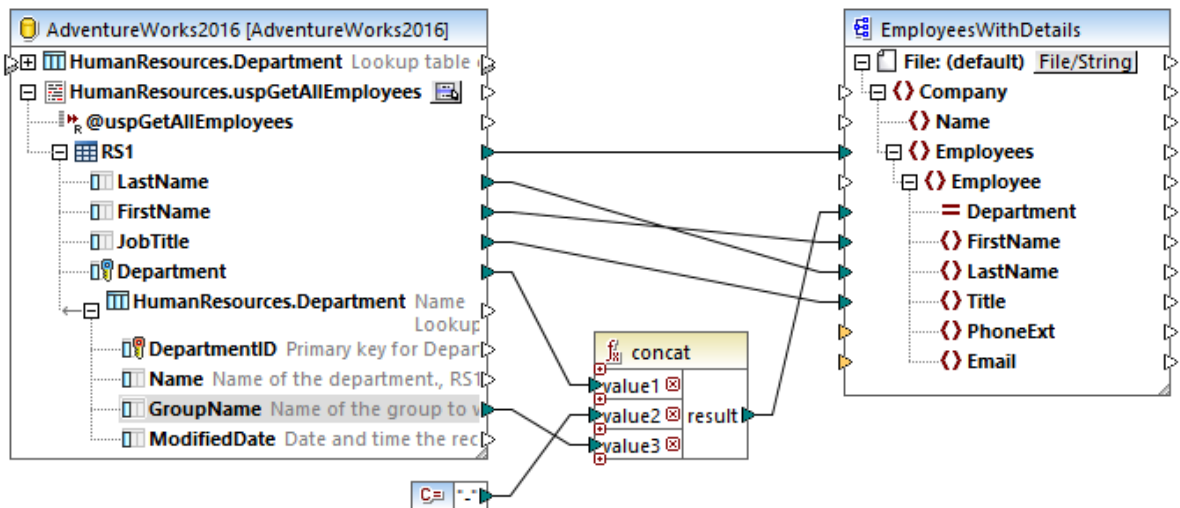 AdventureWorks2016 [AdventureWorks2016]
HumanResources.Department Lookup table
HumanResources.uspGetAllEmployees
R @uspGetAllEmployees
RS1
LastName
FirstName
JobTitle
Department
HumanResources.Department Name
Lookup
DepartmentID Primary key for Depar
Name Name of the department., RS1
GroupName Name of the group to
ModifiedDate Date and time the rec
C= "-"
fx concat
value1
value2 result
value3
EmployeesWithDetails
File: (default) File/String
Company
Name
Employees
Employee
Department
FirstName
LastName
Title
PhoneExt
Email